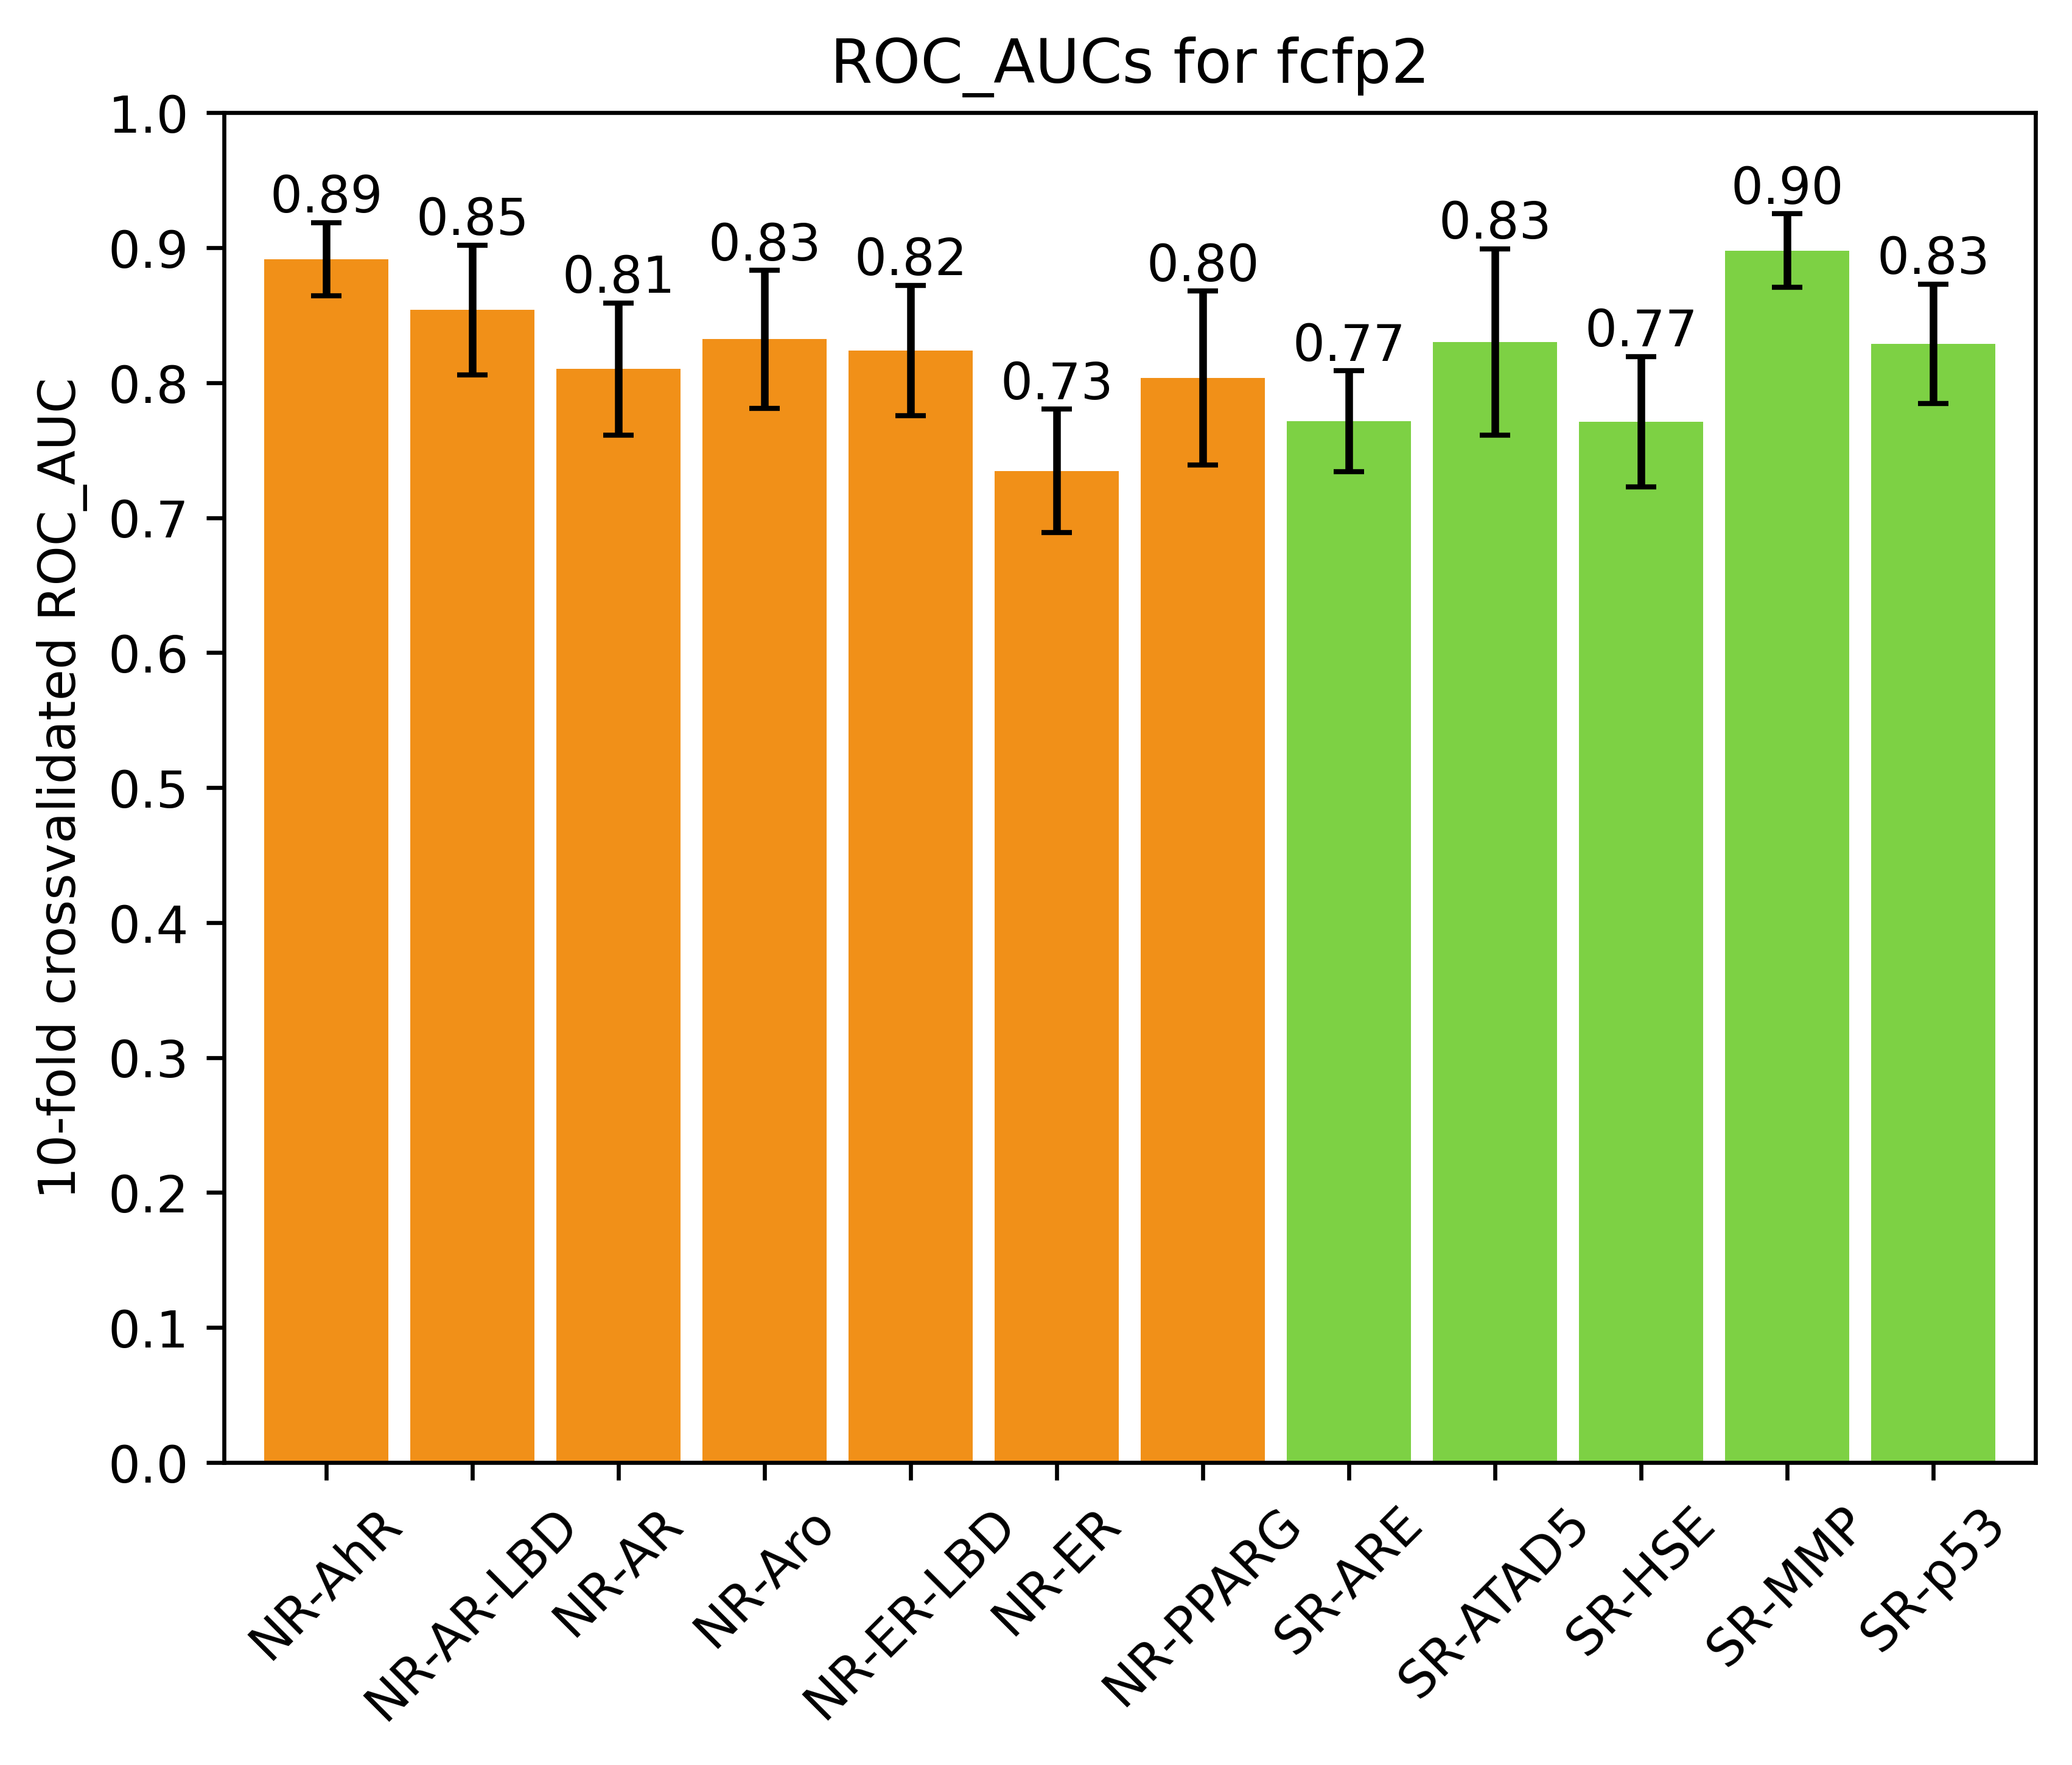 ROC_AUCs for fcfp2
10-fold crossvalidated ROC_AUC
1.0
0.9
0.8
0.7
0.6
0.5
0.4
0.3
0.2
0.1
0.0
0.89
0.85
0.81
0.83
0.82
0.73
0.80
0.77
0.83
0.77
0.90
0.83
NR-AhR
NR-AR-LBD
NR-AR
NR-Aro
NR-ER-LBD
NR-ER
NR-PPARG
SR-ARE
SR-ATAD5
SR-HSE
SR-MMP
SR-p53